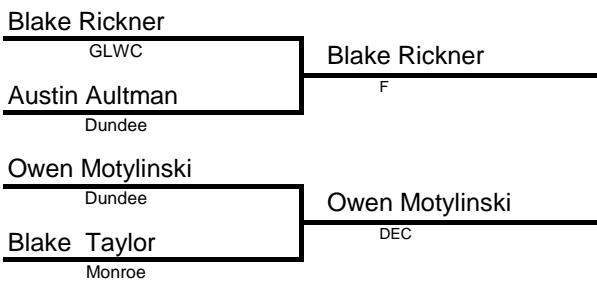 Blake Rickner
GLWC
Blake Rickner
F
Austin Aultman
Dundee
Owen Motylinski
Dundee
Owen Motylinski
DEC
Blake  Taylor
Monroe